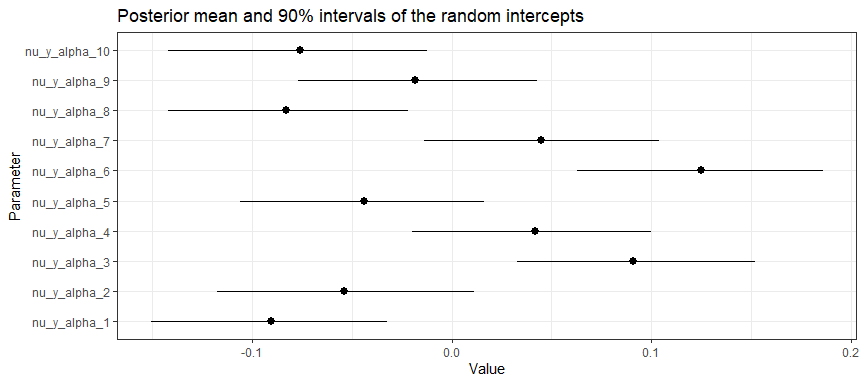 Posterior mean and 90% intervals of the random intercepts
Parameter
nu_y_alpha_10
nu_y_alpha_9
nu_y_alpha_8
nu_y_alpha_7
nu_y_alpha_6
nu_y_alpha_5
nu_y_alpha_4
nu_y_alpha_3
nu_y_alpha_2
nu_y_alpha_1
-0.1 0.0 0.1 0.2
Value